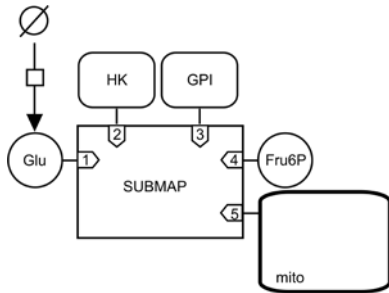 HK GPI
2 3
Glu 1 4 Fru6P
SUBMAP
5
mito